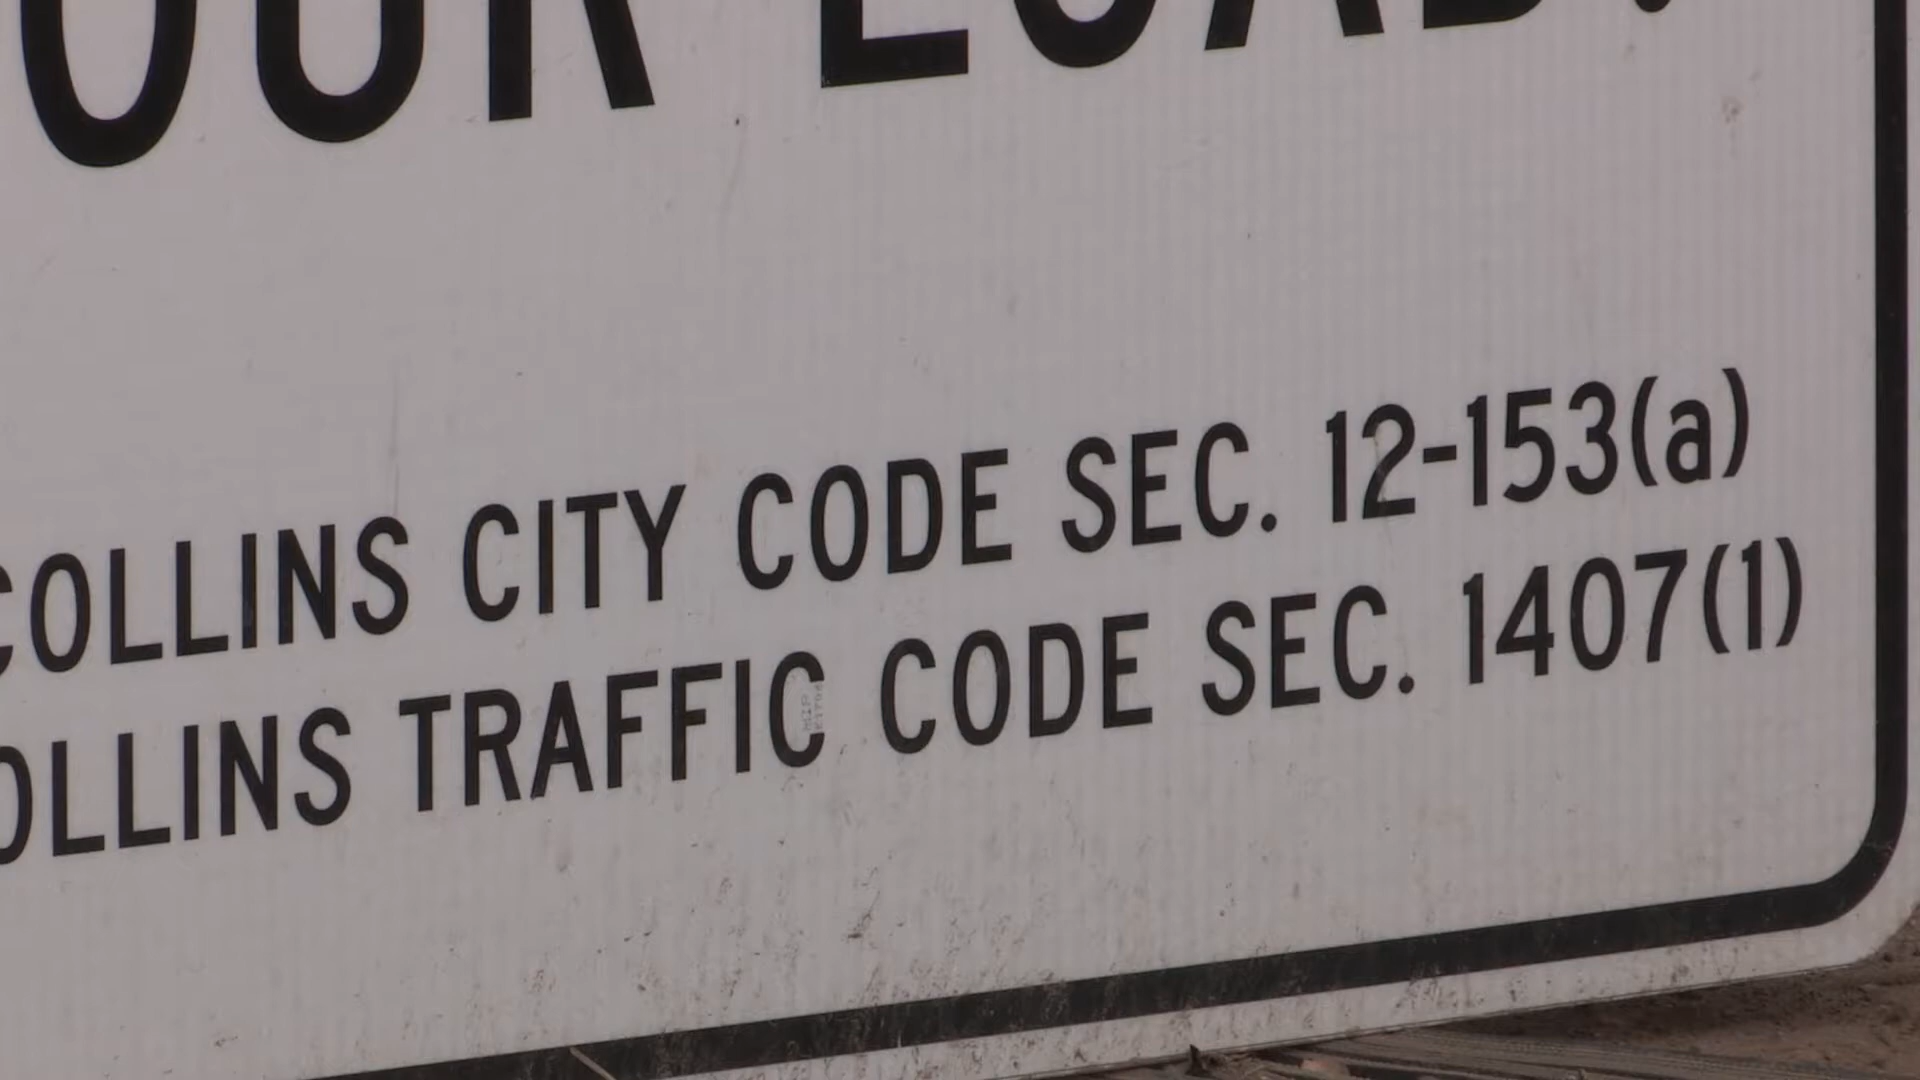 OUR LOAD.
COLLINS CITY CODE SEC. 12-153(a)
OLLINS TRAFFIC CODE SEC. 1407(1)